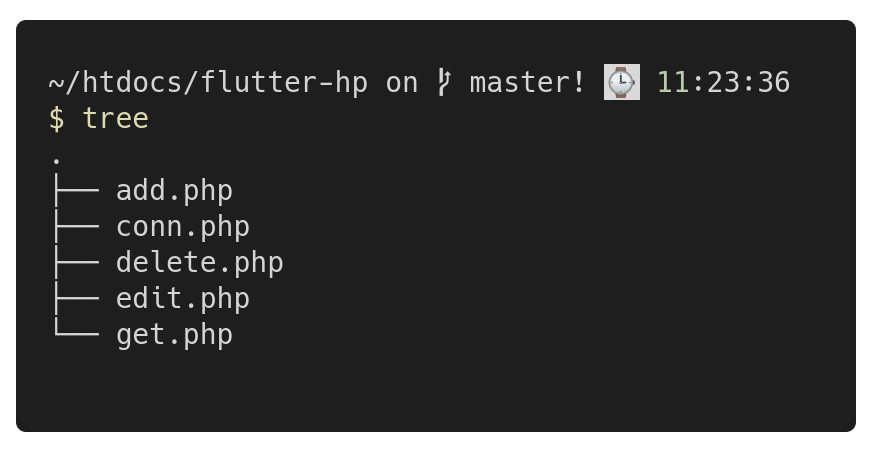 ~/htdocs/flutter-hp on master! ⌚ 11:23:36
$ tree
.
├── add.php
├── conn.php
├── delete.php
├── edit.php
└── get.php